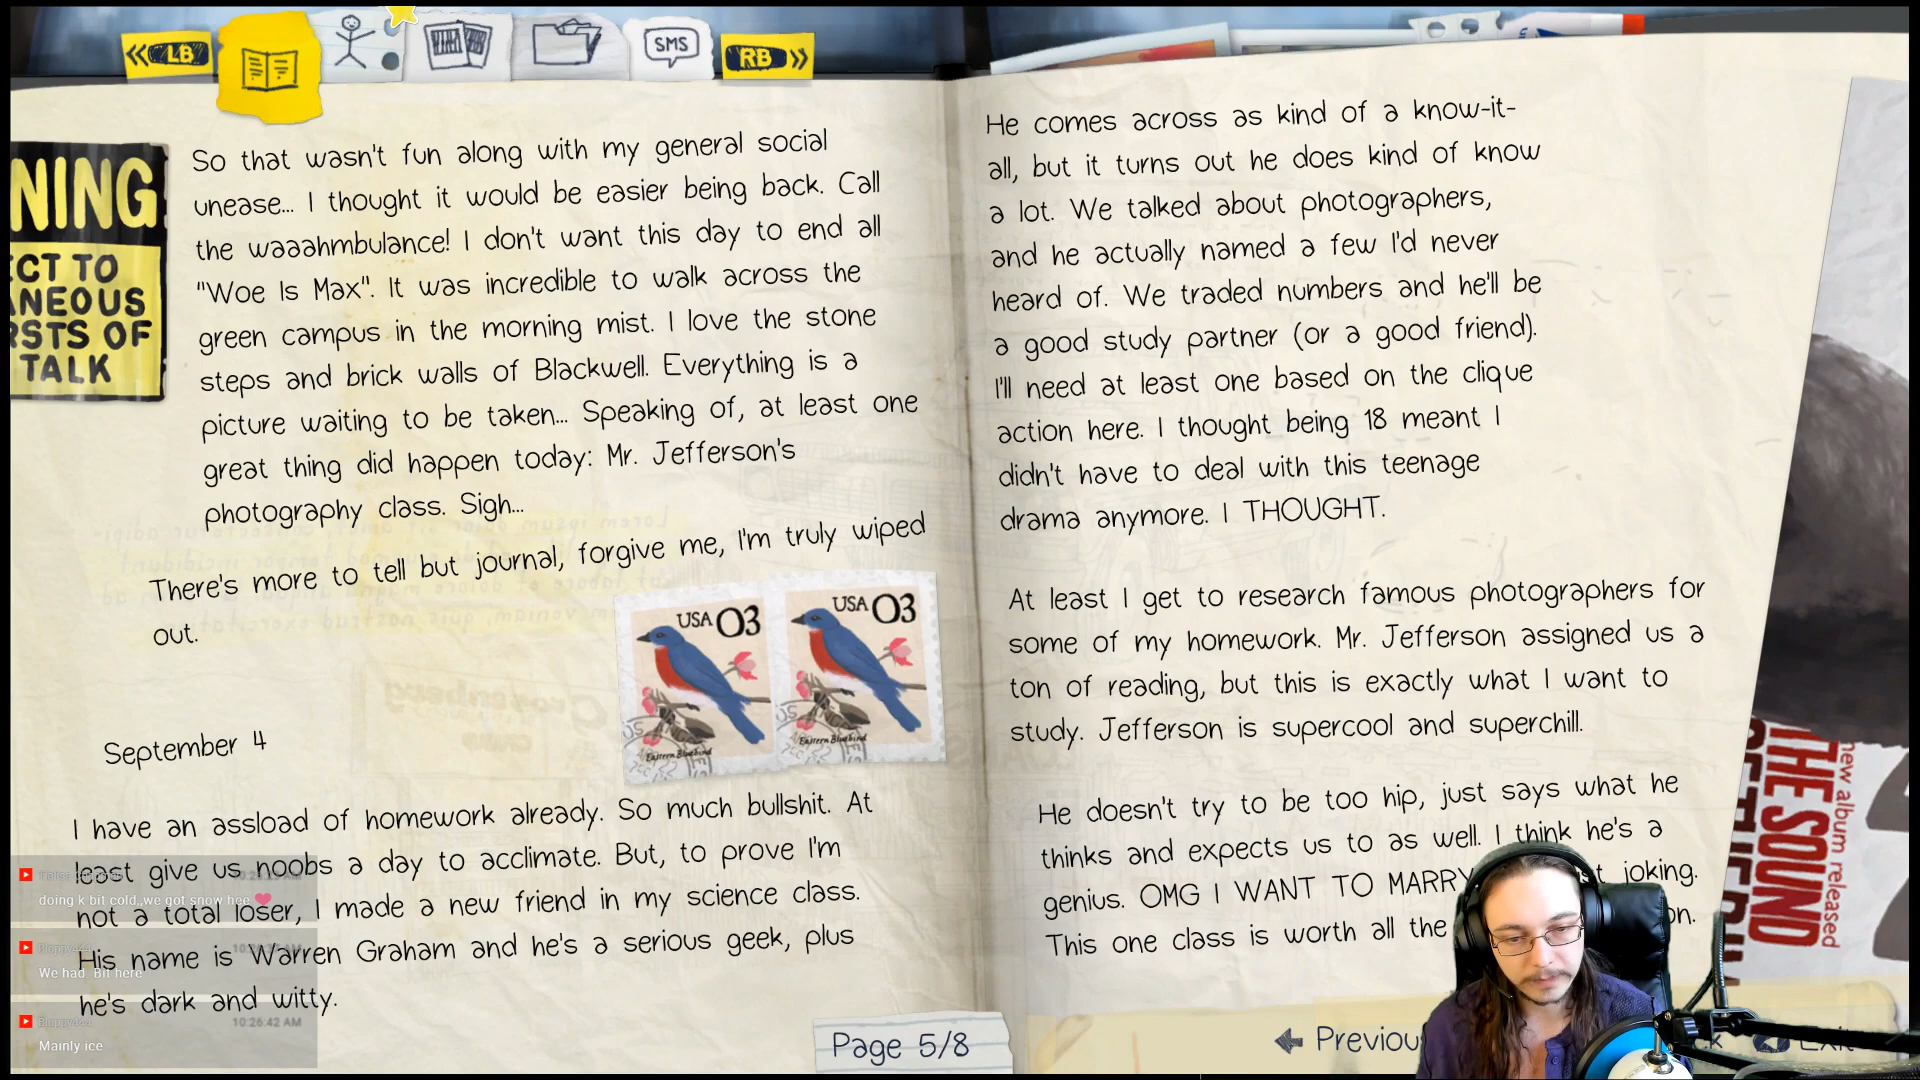 LB
SMS
RB
NING
CT TO
ANEOUS
RSTS OF
TALK
So that wasn't fun along with my general social
unease... I thought it would be easier being back. Call
the waaahmbulance! I don't want this day to end all
"Woe Is Max". It was incredible to walk across the
green campus in the morning mist. I love the stone
steps and brick walls of Blackwell. Everything is a
picture waiting to be taken... Speaking of, at least one
great thing did happen today: Mr. Jefferson's
photography class. Sigh...
There's more to tell but journal, forgive me, I'm truly wiped
out.
USA 03
Eastern Bluebird
USA 03
Eastern Bluebird
September 4
I have an assload of homework already. So much bullshit. At
least give us noobs a day to acclimate. But, to prove I'm
not a total loser, I made a new friend in my science class.
His name is Warren Graham and he's a serious geek, plus
he's dark and witty.
doing k bit cold,,we got snow hee
We had. Bit here
10:26:42 AM
Mainly ice
Page 5/8
He comes across as kind of a know-it-
all, but it turns out he does kind of know
a lot. We talked about photographers,
and he actually named a few I'd never
heard of. We traded numbers and he'll be
a good study partner (or a good friend).
I'll need at least one based on the clique
action here. I thought being 18 meant I
didn't have to deal with this teenage
drama anymore. I THOUGHT.
At least I get to research famous photographers for
some of my homework. Mr. Jefferson assigned us a
ton of reading, but this is exactly what I want to
study. Jefferson is supercool and superchill.
He doesn't try to be too hip, just says what he
thinks and expects us to as well. I think he's a
genius. OMG I WANT TO MARRY joking.
This one class is worth all the
new album released
THE SOUND
Previou
Exit